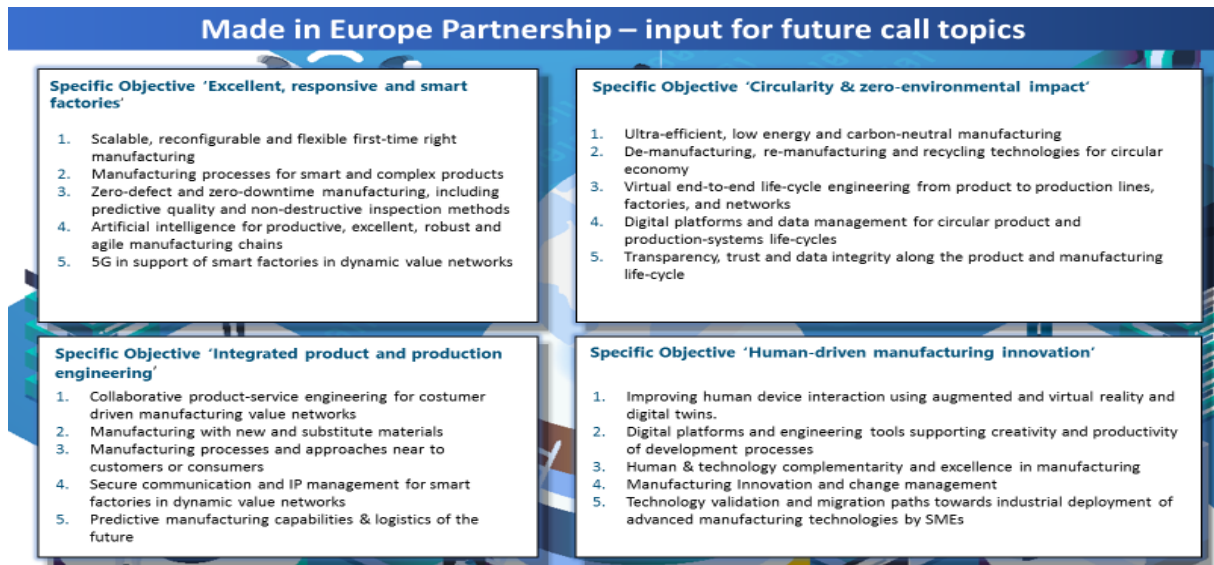 Made in Europe Partnership – input for future call topics
Specific Objective ‘Excellent, responsive and smart
factories’
1. Scalable, reconfigurable and flexible first-time right
manufacturing
2. Manufacturing processes for smart and complex products
3. Zero-defect and zero-downtime manufacturing, including
predictive quality and non-destructive inspection methods
4. Artificial intelligence for productive, excellent, robust and
agile manufacturing chains
5. 5G in support of smart factories in dynamic value networks
Specific Objective ‘Circularity & zero-environmental impact’
1. Ultra-efficient, low energy and carbon-neutral manufacturing
2. De-manufacturing, re-manufacturing and recycling technologies for circular
economy
3. Virtual end-to-end life-cycle engineering from product to production lines,
factories, and networks
4. Digital platforms and data management for circular product and
production-systems life-cycles
5. Transparency, trust and data integrity along the product and manufacturing
life-cycle
Specific Objective ‘Integrated product and production
engineering’
1. Collaborative product-service engineering for costumer
driven manufacturing value networks
2. Manufacturing with new and substitute materials
3. Manufacturing processes and approaches near to
customers or consumers
4. Secure communication and IP management for smart
factories in dynamic value networks
5. Predictive manufacturing capabilities & logistics of the
future
Specific Objective ‘Human-driven manufacturing innovation’
1. Improving human device interaction using augmented and virtual reality and
digital twins.
2. Digital platforms and engineering tools supporting creativity and productivity
of development processes
3. Human & technology complementarity and excellence in manufacturing
4. Manufacturing Innovation and change management
5. Technology validation and migration paths towards industrial deployment of
advanced manufacturing technologies by SMEs